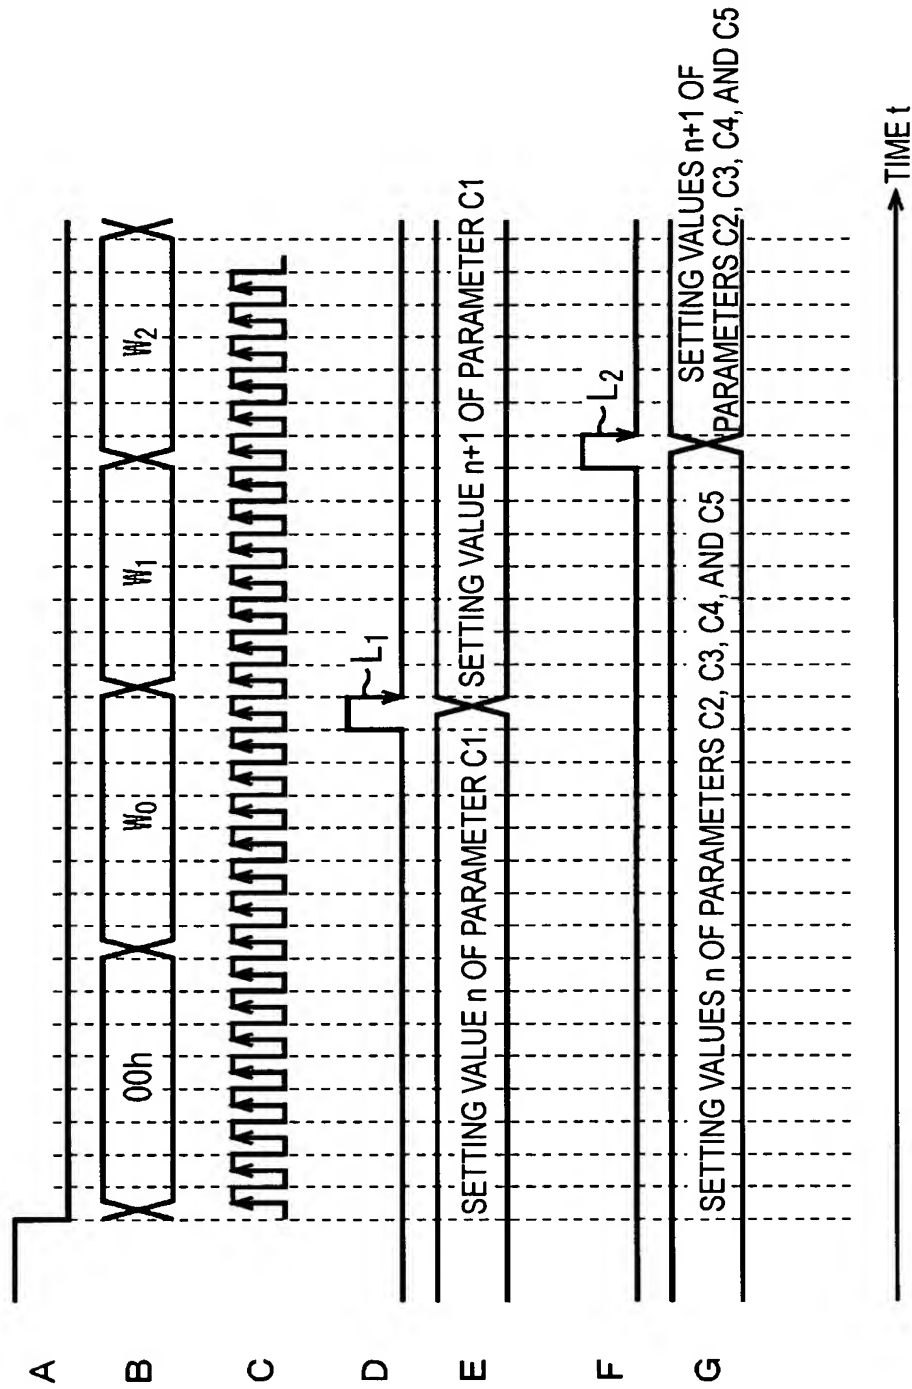 A
B
00h
W0
W1
W2
C
D
L1
E
SETTING VALUE n OF PARAMETER C1
SETTING VALUE n+1 OF PARAMETER C1
F
L2
G
SETTING VALUES n OF PARAMETERS C2, C3, C4, AND C5
SETTING VALUES n+1 OF
PARAMETERS C2, C3, C4, AND C5
TIME t